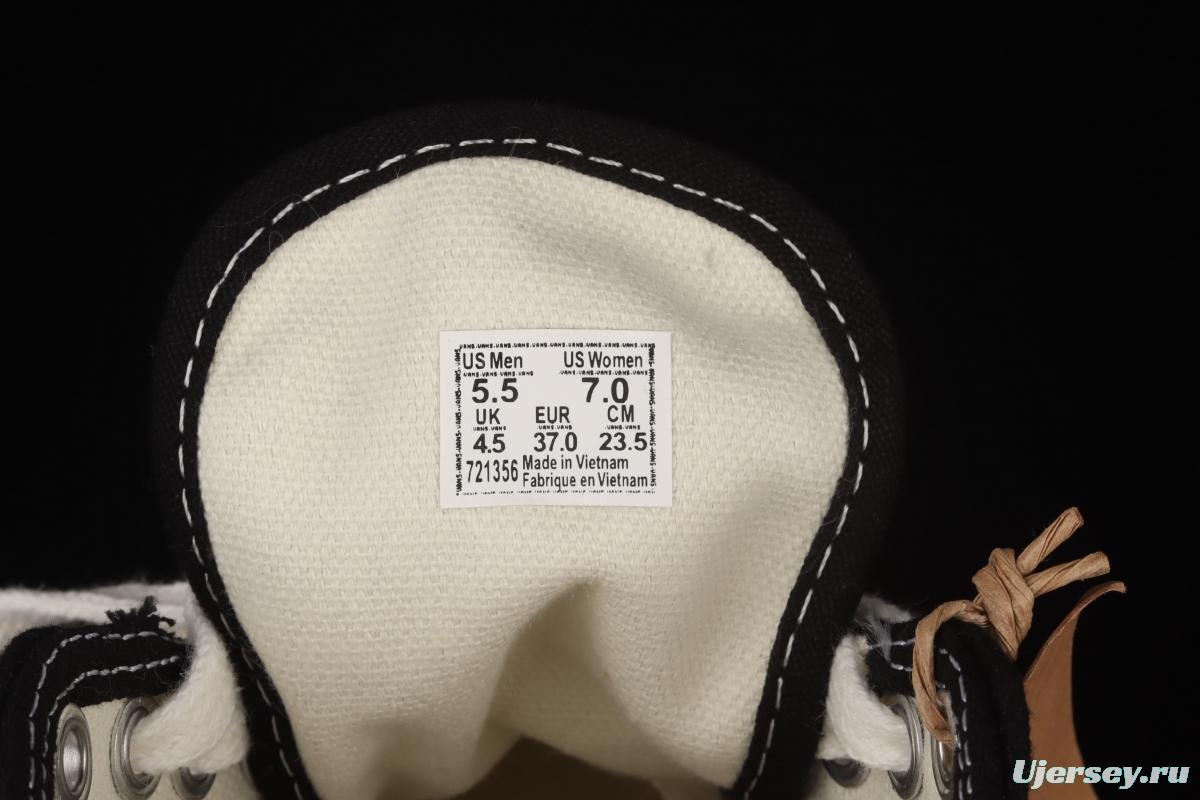 US Men US Women
5.5 7.0
UK EUR CM
4.5 37.0 23.5
721356 Made in Vietnam
Fabrique en Vietnam
Ujersey.ru